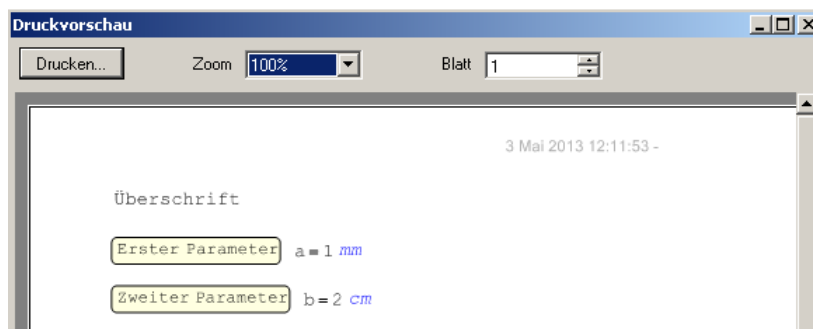 Druckvorschau
Drucken... Zoom 100% Blatt 1
3 Mai 2013 12:11:53 -
Überschrift
Erster Parameter a=1 mm
Zweiter Parameter b=2 cm